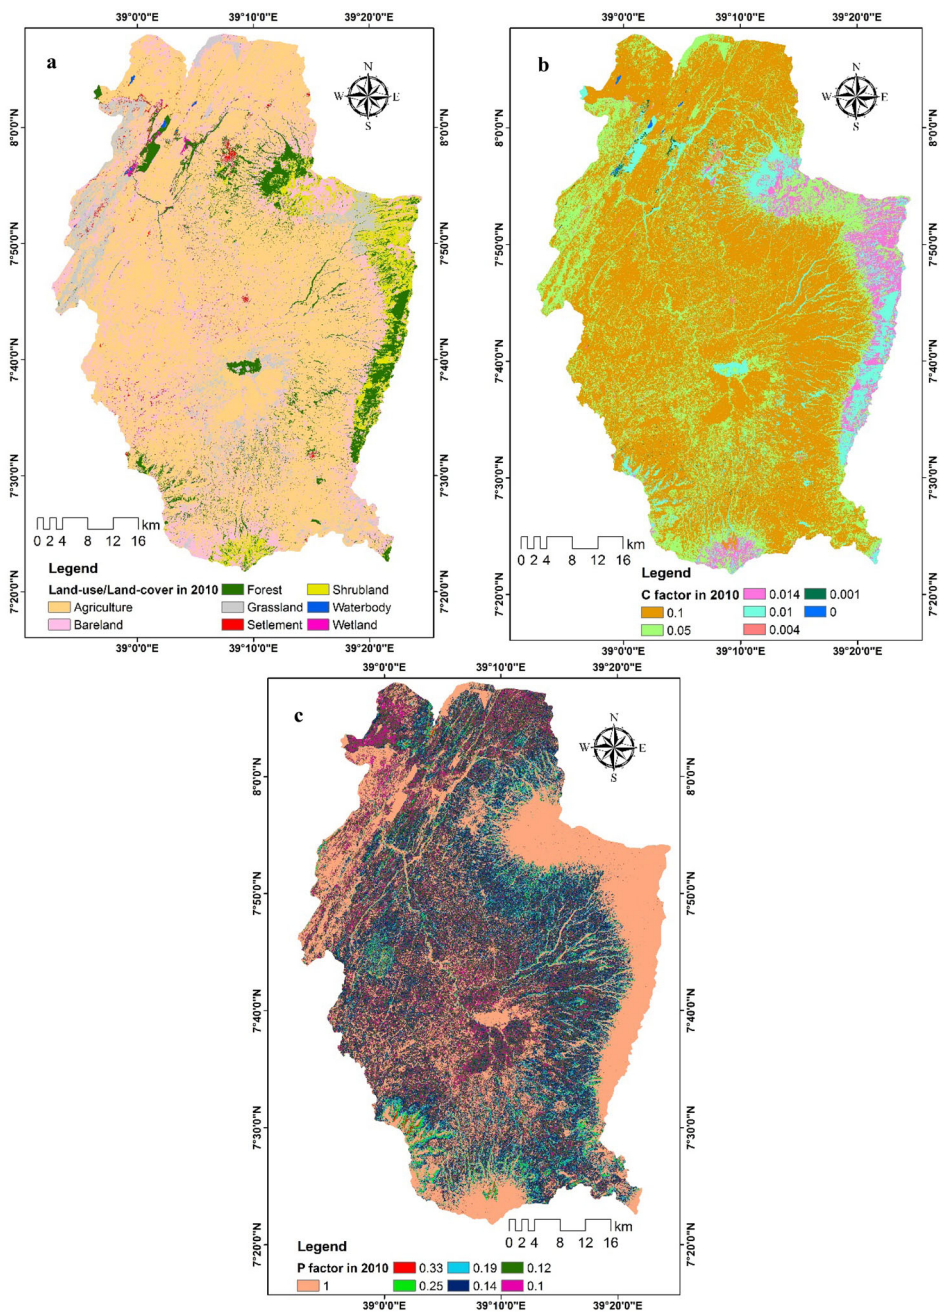 39°0'0"E 39°10'0"E 39°20'0"E
a
N
W E
S
8°0'0"N
7°50'0"N
7°40'0"N
7°30'0"N
7°20'0"N
km
0 2 4 8 12 16
Legend
Land-use/Land-cover in 2010
Agriculture
Bareland
Forest
Grassland
Setlement
Shrubland
Waterbody
Wetland
39°0'0"E 39°10'0"E 39°20'0"E
39°0'0"E 39°10'0"E 39°20'0"E
b
N
W E
S
8°0'0"N
7°50'0"N
7°40'0"N
7°30'0"N
7°20'0"N
km
0 2 4 8 12 16
Legend
C factor in 2010
0.1
0.05
0.014
0.01
0.004
0.001
0
39°0'0"E 39°10'0"E 39°20'0"E
39°0'0"E 39°10'0"E 39°20'0"E
c
N
W E
S
8°0'0"N
7°50'0"N
7°40'0"N
7°30'0"N
7°20'0"N
km
0 2 4 8 12 16
Legend
P factor in 2010
1
0.33
0.25
0.19
0.14
0.12
0.1
39°0'0"E 39°10'0"E 39°20'0"E